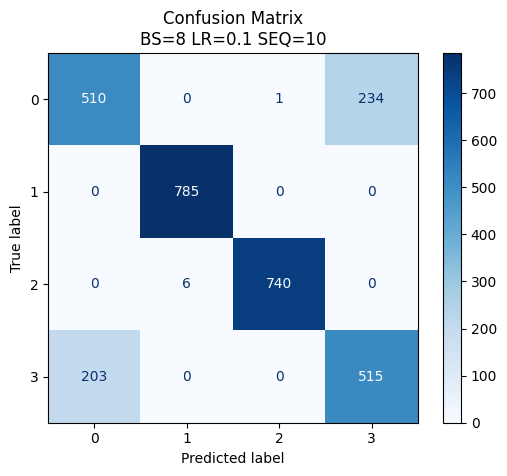 Confusion Matrix
BS=8 LR=0.1 SEQ=10
True label
0 510 0 1 234
1 0 785 0 0
2 0 6 740 0
3 203 0 0 515
0 1 2 3
Predicted label
700
600
500
400
300
200
100
0